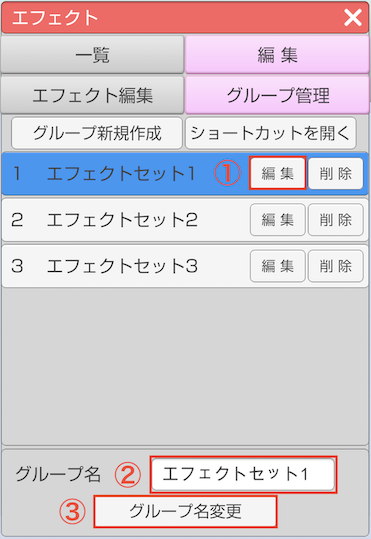 エフェクト ×
一覧 編 集
エフェクト編集 グループ管理
グループ新規作成 ショートカットを開く
1 エフェクトセット1 ① 編 集 削 除
2 エフェクトセット2 編 集 削 除
3 エフェクトセット3 編 集 削 除
グループ名 ② エフェクトセット1
③ グループ名変更